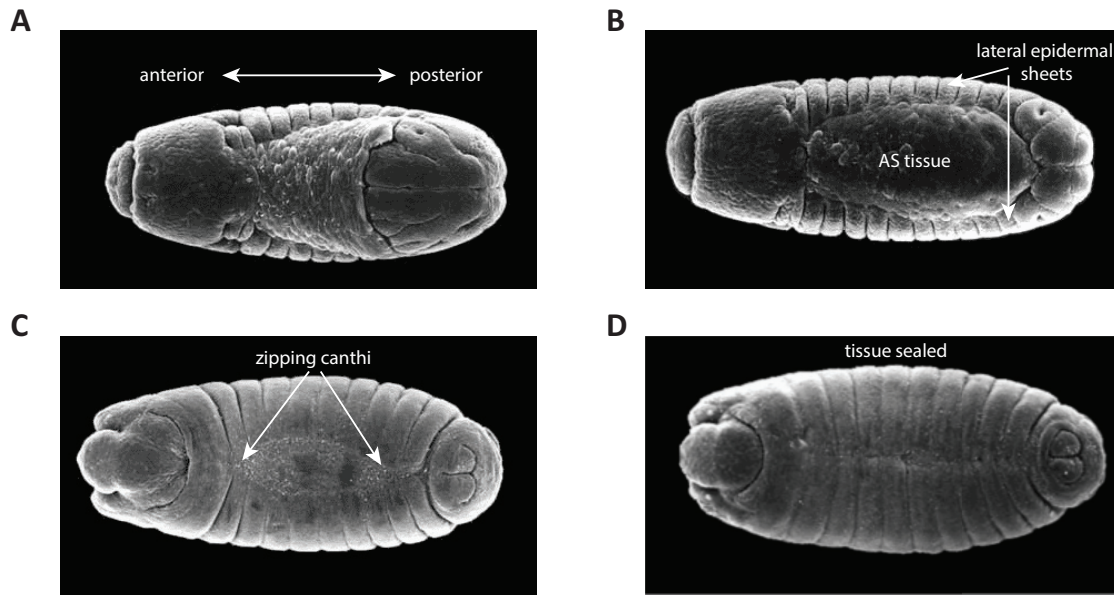 A
anterior
posterior
B
lateral epidermal
sheets
AS tissue
C
zipping canthi
D
tissue sealed